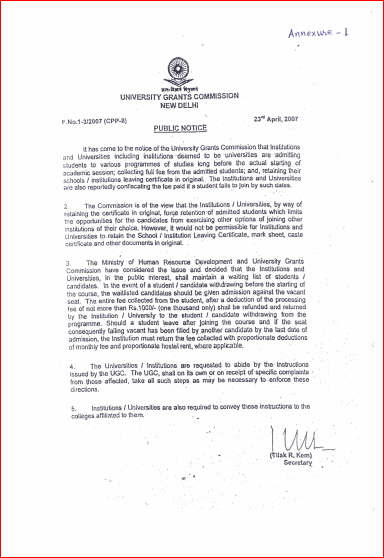 Annexure - 1
UNIVERSITY GRANTS COMMISSION
NEW DELHI
F.No.1-3/2007 (CPP-II)
23rd April, 2007
PUBLIC NOTICE
It has come to the notice of the University Grants Commission that Institutions
and Universities including institutions deemed to be universities are admitting
students to various programmes of studies long before the actual starting of
academic session; collecting full fee from the admitted students; and, retaining their
schools / institutions leaving certificate in original. The Institutions and Universities
are also reportedly confiscating the fee paid if a student fails to join by such dates.
2. The Commission is of the view that the Institutions / Universities, by way of
retaining the certificate in original, force retention of admitted students which limits
the opportunities for the candidates from exercising other options of joining other
institutions of their choice. However, it would not be permissible for Institutions and
Universities to retain the School / Institution Leaving Certificate, mark sheet, caste
certificate and other documents in original.
3. The Ministry of Human Resource Development and University Grants
Commission have considered the issue and decided that the Institutions and
Universities, in the public interest, shall maintain a waiting list of students /
candidates. In the event of a student / candidate withdrawing before the starting of
the course, the waitlisted candidates should be given admission against the vacant
seat. The entire fee collected from the student, after a deduction of the processing
fee of not more than Rs.1000/- (one thousand only) shall be refunded and returned
by the Institution / University to the student / candidate withdrawing from the
programme. Should a student leave after joining the course and if the seat
consequently falling vacant has been filled by another candidate by the last date of
admission, the Institution must return the fee collected with proportionate deductions
of monthly fee and proportionate hostel rent, where applicable.
4. The Universities / Institutions are requested to abide by the instructions
issued by the UGC. The UGC, shall on its own or on receipt of specific complaints
from those affected, take all such steps as may be necessary to enforce these
directions.
5. Institutions / Universities are also required to convey these instructions to the
colleges affiliated to them.
(Tilak R. Kem)
Secretary